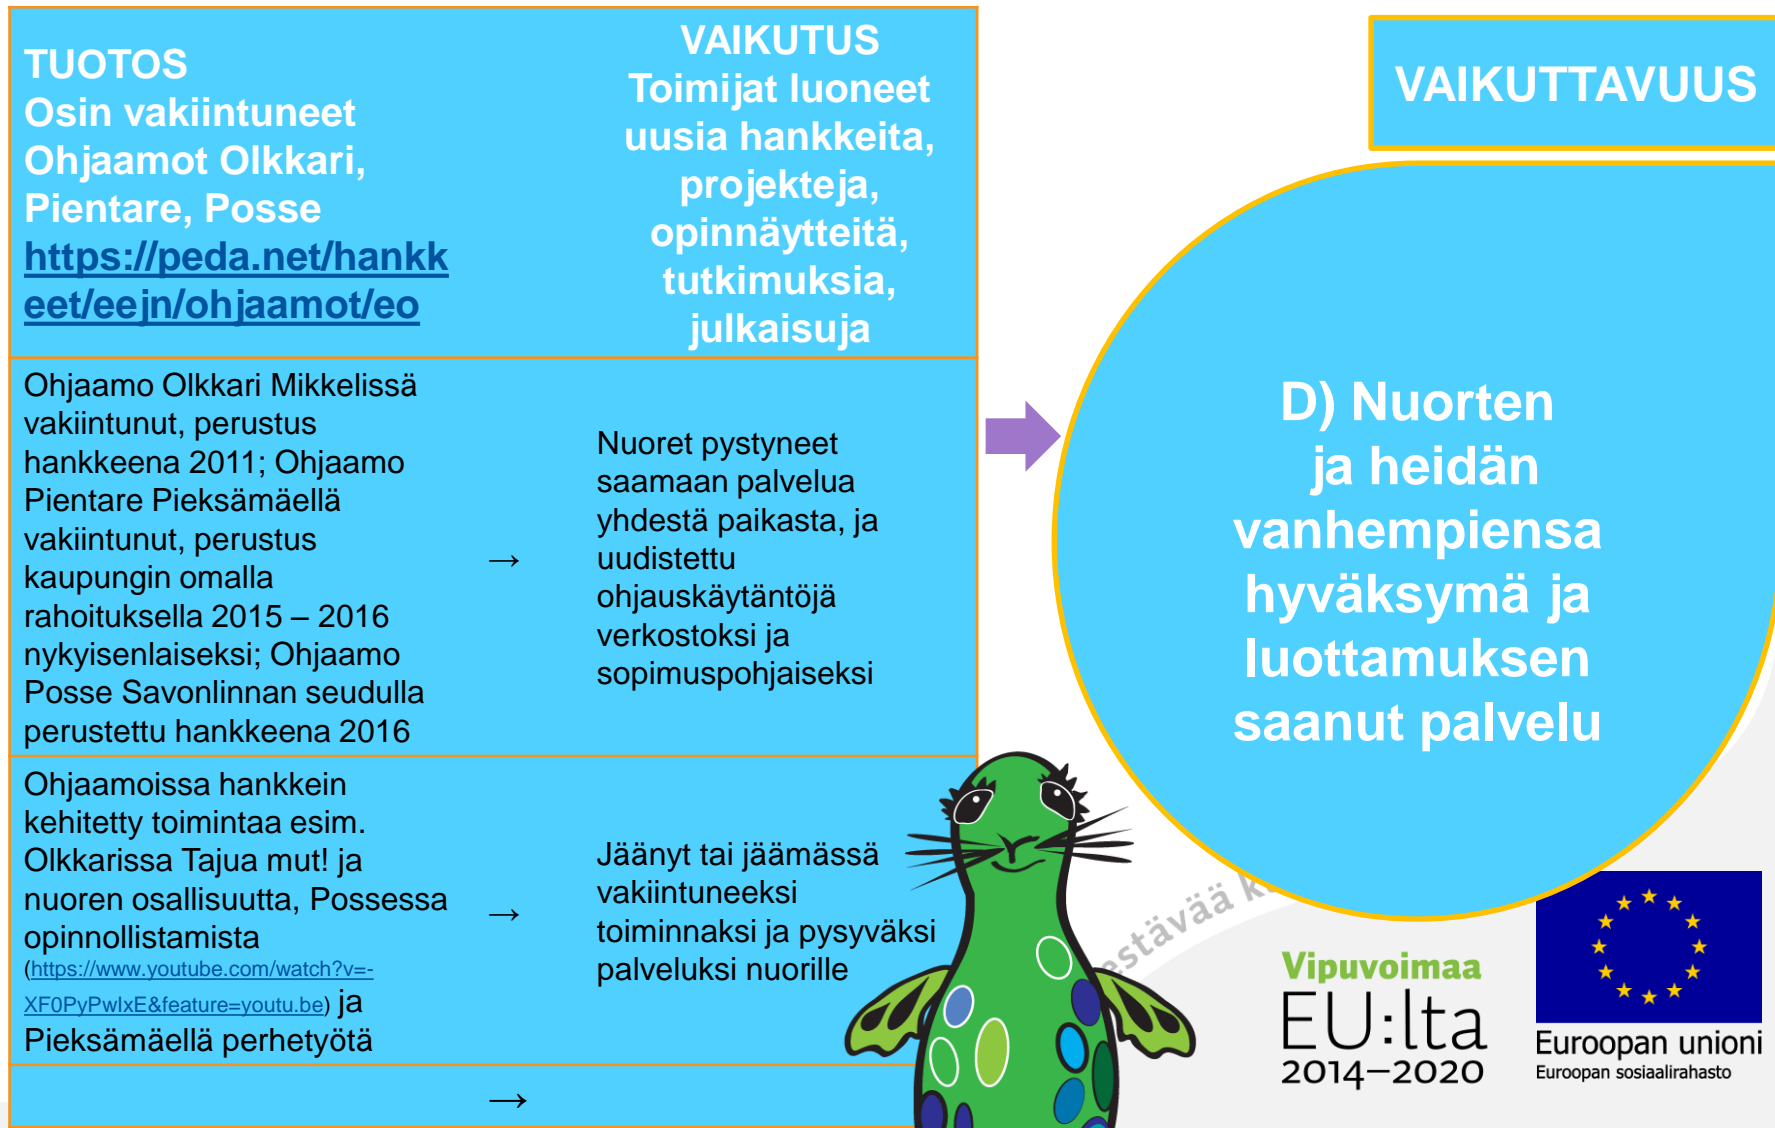 TUOTOS
Osin vakiintuneet
Ohjaamot Olkkari,
Pientare, Posse
https://peda.net/hankk
eet/eejn/ohjaamot/eo
VAIKUTUS
Toimijat luoneet
uusia hankkeita,
projekteja,
opinnäytteitä,
tutkimuksia,
julkaisuja
Ohjaamo Olkkari Mikkelissä
vakiintunut, perustus
hankkeena 2011; Ohjaamo
Pientare Pieksämäellä
vakiintunut, perustus
kaupungin omalla
rahoituksella 2015 – 2016
nykyisenlaiseksi; Ohjaamo
Posse Savonlinnan seudulla
perustettu hankkeena 2016
→
Nuoret pystyneet
saamaan palvelua
yhdestä paikasta, ja
uudistettu
ohjauskäytäntöjä
verkostoksi ja
sopimuspohjaiseksi
Ohjaamoissa hankkein
kehitetty toimintaa esim.
Olkkarissa Tajua mut! ja
nuoren osallisuutta, Possessa
opinnollistamista
(https://www.youtube.com/watch?v=-
XF0PyPwIxE&feature=youtu.be) ja
Pieksämäellä perhetyötä
→
Jäänyt tai jäämässä
vakiintuneeksi
toiminnaksi ja pysyväksi
palveluksi nuorille
→
VAIKUTTAVUUS
D) Nuorten
ja heidän
vanhempiensa
hyväksymä ja
luottamuksen
saanut palvelu
Vipuvoimaa
EU:lta
2014–2020
Euroopan unioni
Euroopan sosiaalirahasto